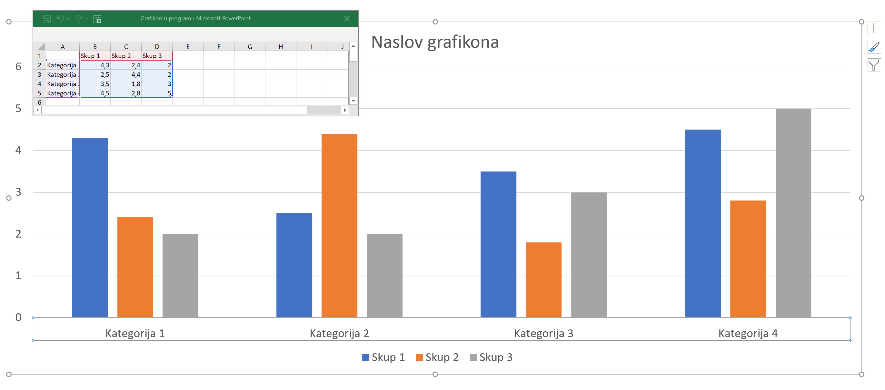 Grafikon u programu Microsoft PowerPoint
A B C D E F G H I J
1 Skup 1 Skup 2 Skup 3
2 Kategorija 4,3 2,4 2
3 Kategorija 2,5 4,4 2
4 Kategorija 3,5 1,8 3
5 Kategorija 4,5 2,8 5
6
Naslov grafikona
6
5
4
3
2
1
0
Kategorija 1 Kategorija 2 Kategorija 3 Kategorija 4
Skup 1 Skup 2 Skup 3